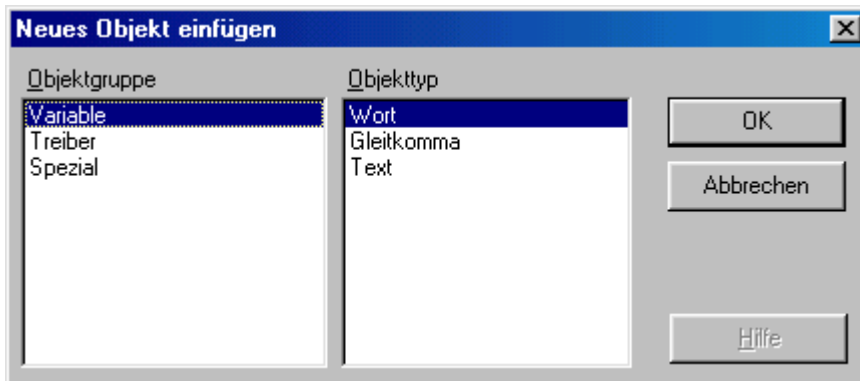 Neues Objekt einfügen
Objektgruppe
Objekttyp
Variable
Treiber
Spezial
Wort
Gleitkomma
Text
OK
Abbrechen
Hilfe